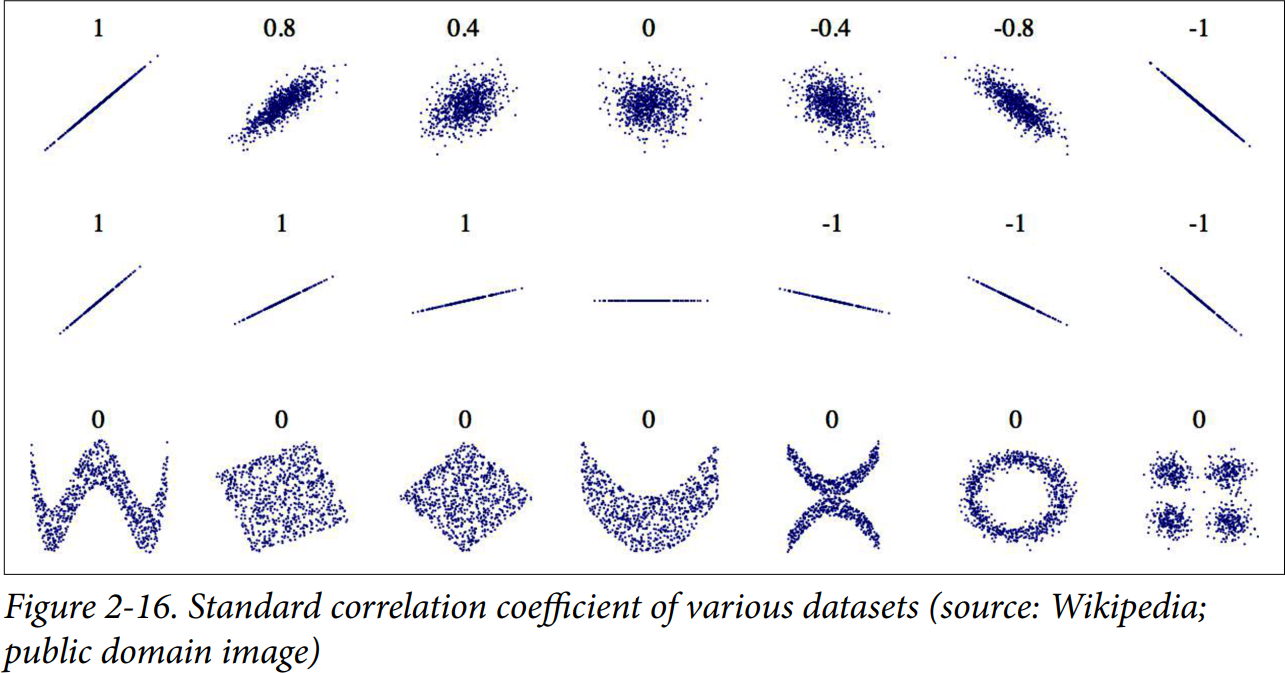 1 0.8 0.4 0 -0.4 -0.8 -1
1 1 1 -1 -1 -1
0 0 0 0 0 0 0
Figure 2-16. Standard correlation coefficient of various datasets (source: Wikipedia;
public domain image)